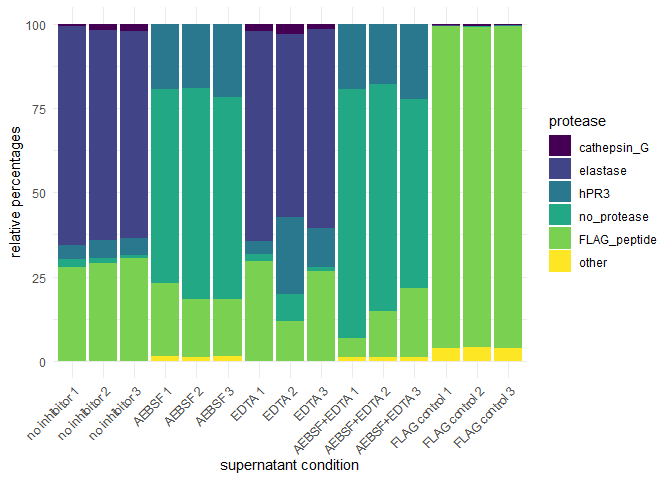 100
75
50
25
0
relative percentages
no inhibitor 1
no inhibitor 2
no inhibitor 3
AEBSF 1
AEBSF 2
AEBSF 3
EDTA 1
EDTA 2
EDTA 3
AEBSF+EDTA 1
AEBSF+EDTA 2
AEBSF+EDTA 3
FLAG control 1
FLAG control 2
FLAG control 3
supernatant condition
protease
cathepsin_G
elastase
hPR3
no_protease
FLAG_peptide
other